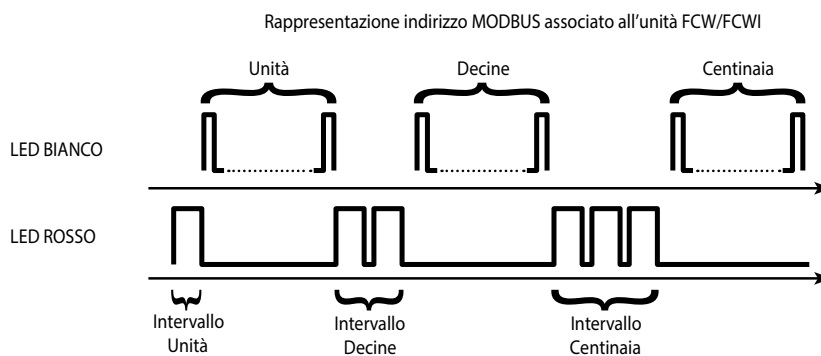 Rappresentazione indirizzo MODBUS associato all'unità FCW/FCWI
Unità
Decine
Centinaia
LED BIANCO
LED ROSSO
Intervallo
Unità
Intervallo
Decine
Intervallo
Centinaia